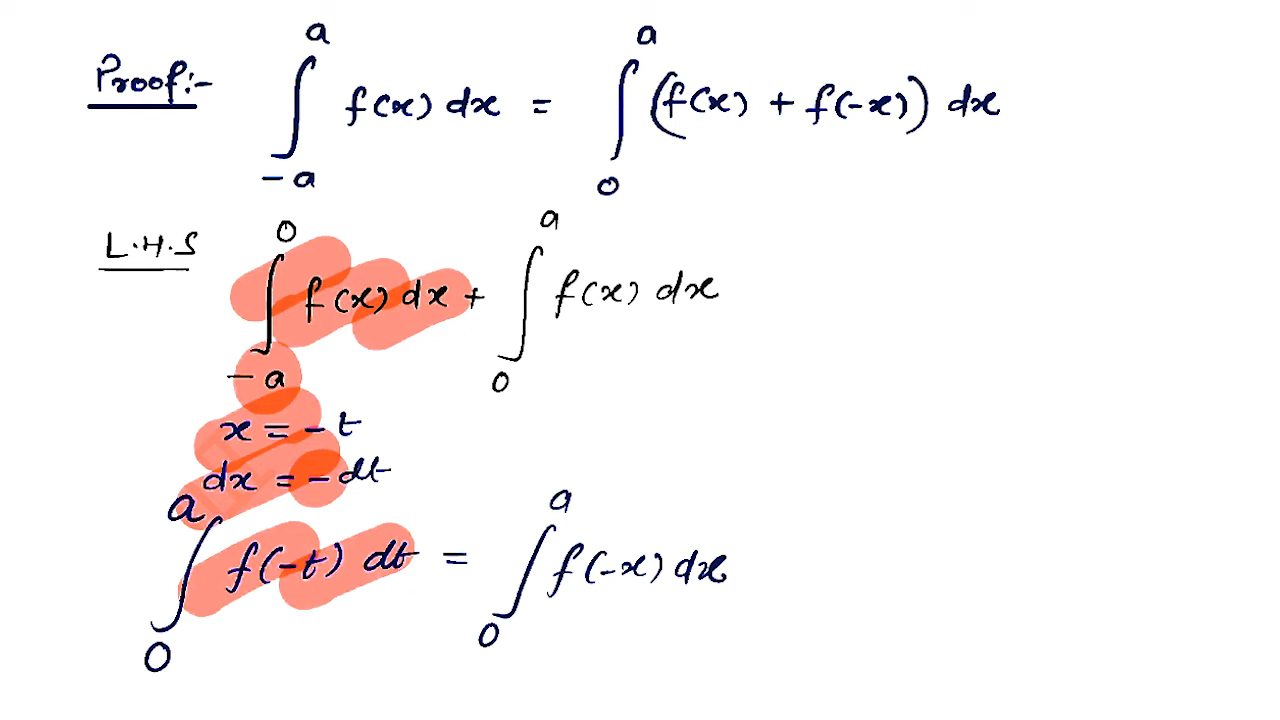 Proof:- ∫_{-a}^{a} f(x) dx = ∫_{0}^{a} (f(x) + f(-x)) dx
L.H.S ∫_{-a}^{0} f(x) dx + ∫_{0}^{a} f(x) dx
x = -t
dx = -dt
∫_{0}^{a} f(-t) dt = ∫_{0}^{a} f(-x) dx